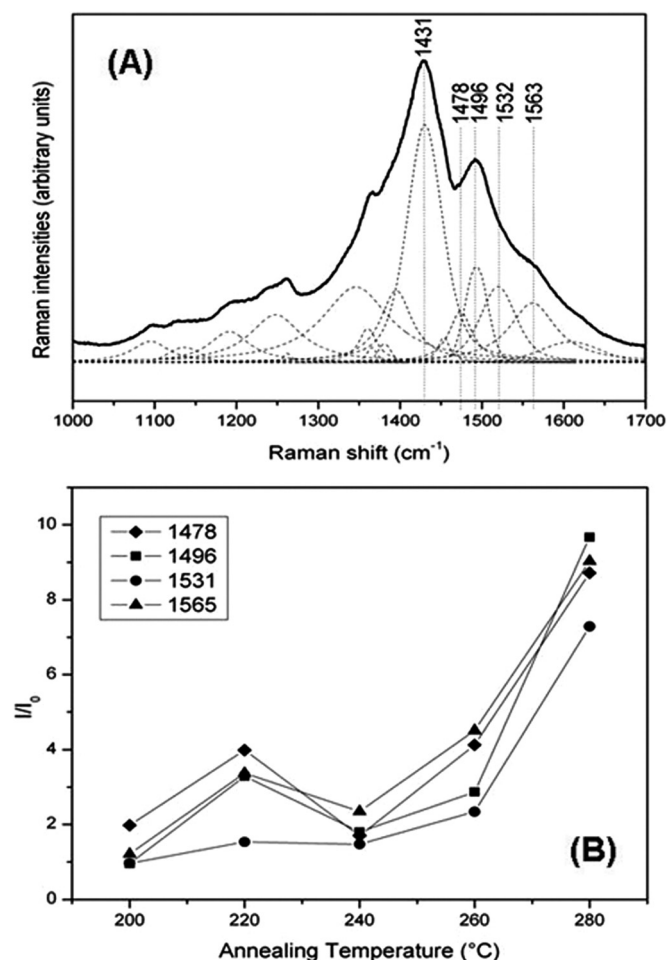 (A)
1431
1478
1496
1532
1563
Raman intensities (arbitrary units)
1000 1100 1200 1300 1400 1500 1600 1700
Raman shift (cm⁻¹)
10
8
6
4
2
0
1478
1496
1531
1565
I/I₀
(B)
200 220 240 260 280
Annealing Temperature (°C)